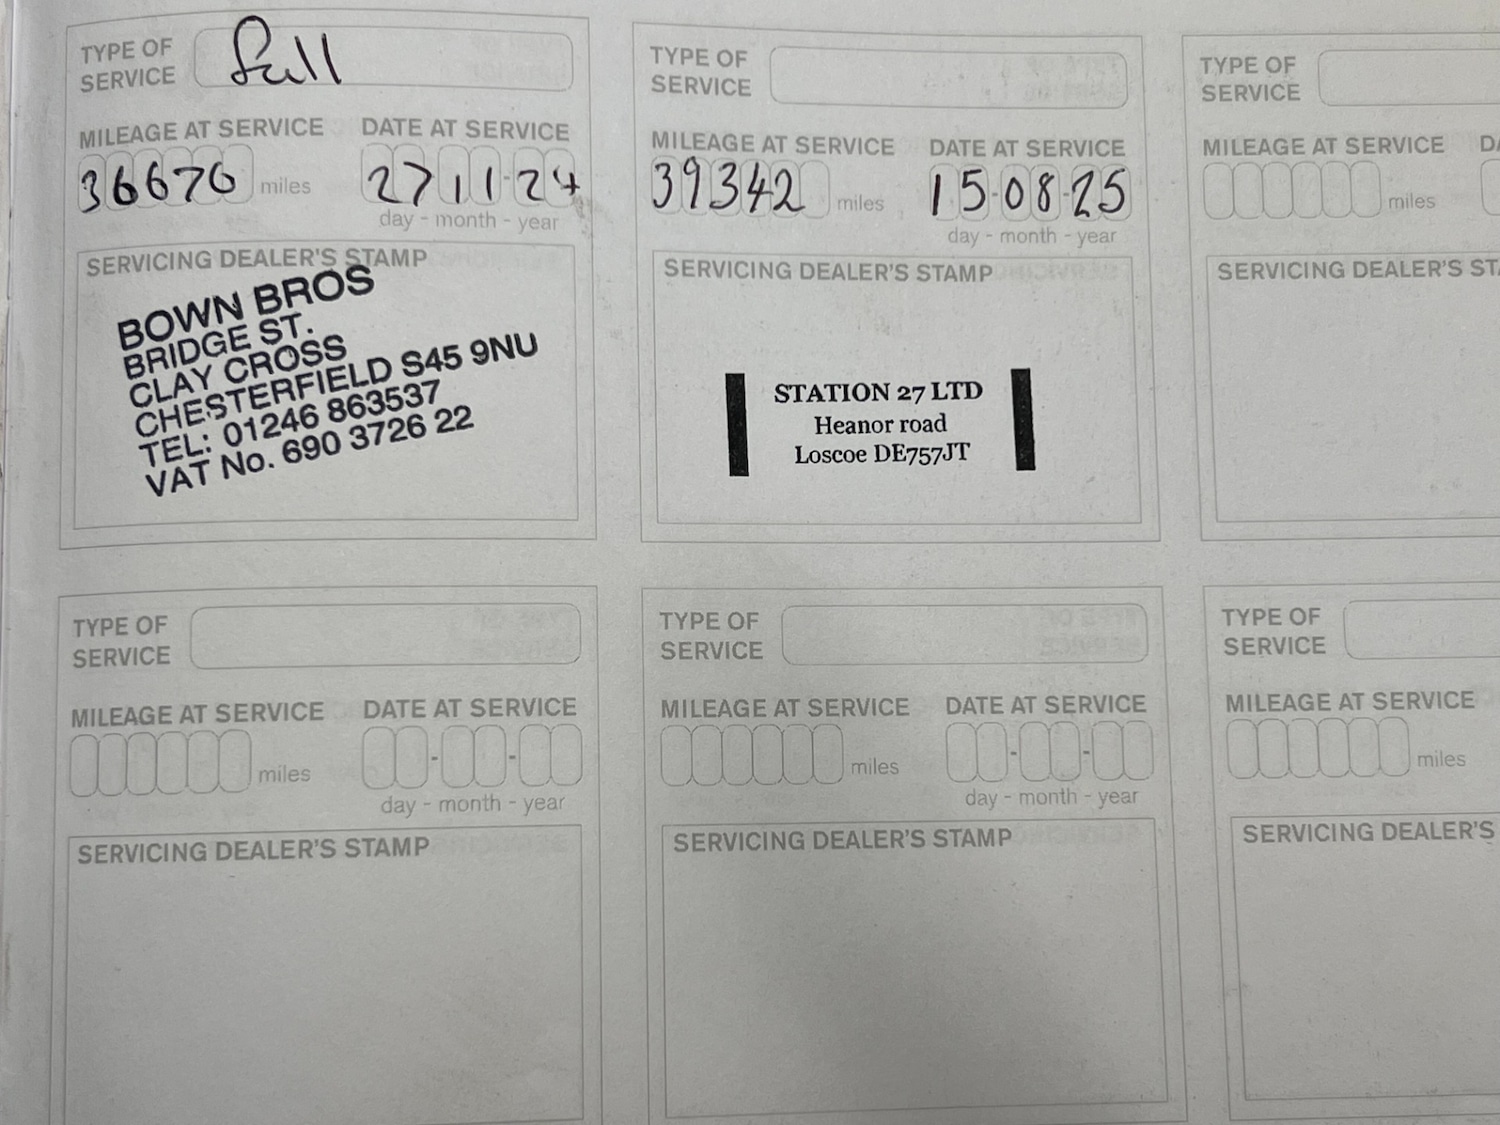 TYPE OF
SERVICE
Full
MILEAGE AT SERVICE
DATE AT SERVICE
36676 miles
27 11-24
day - month - year
SERVICING DEALER'S STAMP
BOWN BROS
BRIDGE ST.
CLAY CROSS
CHESTERFIELD S45 9NU
TEL: 01246 863537
VAT No. 690 3726 22
TYPE OF
SERVICE
MILEAGE AT SERVICE
DATE AT SERVICE
39342 miles
15-08-25
day - month - year
SERVICING DEALER'S STAMP
STATION 27 LTD
Heanor road
Loscoe DE757JT
TYPE OF
SERVICE
MILEAGE AT SERVICE
DA
miles
SERVICING DEALER'S STA
TYPE OF
SERVICE
MILEAGE AT SERVICE
DATE AT SERVICE
miles
day - month - year
SERVICING DEALER'S STAMP
TYPE OF
SERVICE
MILEAGE AT SERVICE
DATE AT SERVICE
miles
day - month - year
SERVICING DEALER'S STAMP
TYPE OF
SERVICE
MILEAGE AT SERVICE
miles
SERVICING DEALER'S